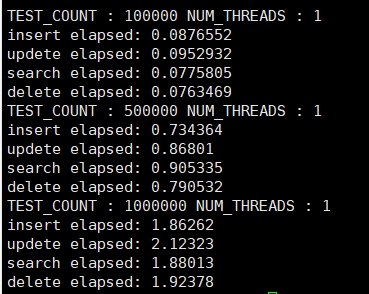 TEST_COUNT : 100000 NUM_THREADS : 1
insert elapsed: 0.0876552
updete elapsed: 0.0952932
search elapsed: 0.0775805
delete elapsed: 0.0763469
TEST_COUNT : 500000 NUM_THREADS : 1
insert elapsed: 0.734364
updete elapsed: 0.86801
search elapsed: 0.905335
delete elapsed: 0.790532
TEST_COUNT : 1000000 NUM_THREADS : 1
insert elapsed: 1.86262
updete elapsed: 2.12323
search elapsed: 1.88013
delete elapsed: 1.92378